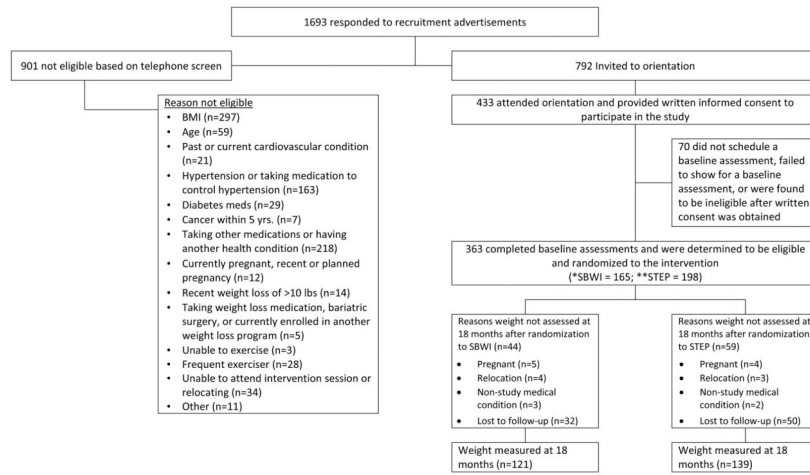 1693 responded to recruitment advertisements
901 not eligible based on telephone screen
792 Invited to orientation
Reason not eligible
• BMI (n=297)
• Age (n=59)
• Past or current cardiovascular condition
(n=21)
• Hypertension or taking medication to
control hypertension (n=163)
• Diabetes meds (n=29)
• Cancer within 5 yrs. (n=7)
• Taking other medications or having
another health condition (n=218)
• Currently pregnant, recent or planned
pregnancy (n=12)
• Recent weight loss of >10 lbs (n=14)
• Taking weight loss medication, bariatric
surgery, or currently enrolled in another
weight loss program (n=5)
• Unable to exercise (n=3)
• Frequent exerciser (n=28)
• Unable to attend intervention session or
relocating (n=34)
• Other (n=11)
433 attended orientation and provided written informed consent to
participate in the study
70 did not schedule a
baseline assessment, failed
to show for a baseline
assessment, or were found
to be ineligible after written
consent was obtained
363 completed baseline assessments and were determined to be eligible
and randomized to the intervention
(*SBWI = 165; **STEP = 198)
Reasons weight not assessed at
18 months after randomization
to SBWI (n=44)
• Pregnant (n=5)
• Relocation (n=4)
• Non-study medical
condition (n=3)
• Lost to follow-up (n=32)
Weight measured at 18
months (n=121)
Reasons weight not assessed at
18 months after randomization
to STEP (n=59)
• Pregnant (n=4)
• Relocation (n=3)
• Non-study medical
condition (n=2)
• Lost to follow-up (n=50)
Weight measured at 18
months (n=139)